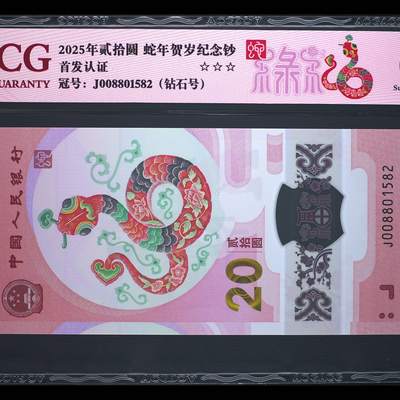 CG
UARANTY
2025年贰拾圆 蛇年贺岁纪念钞
首发认证 ☆☆☆
冠号：J008801582（钻石号）
中国人民银行
贰拾圆
20
J008801582